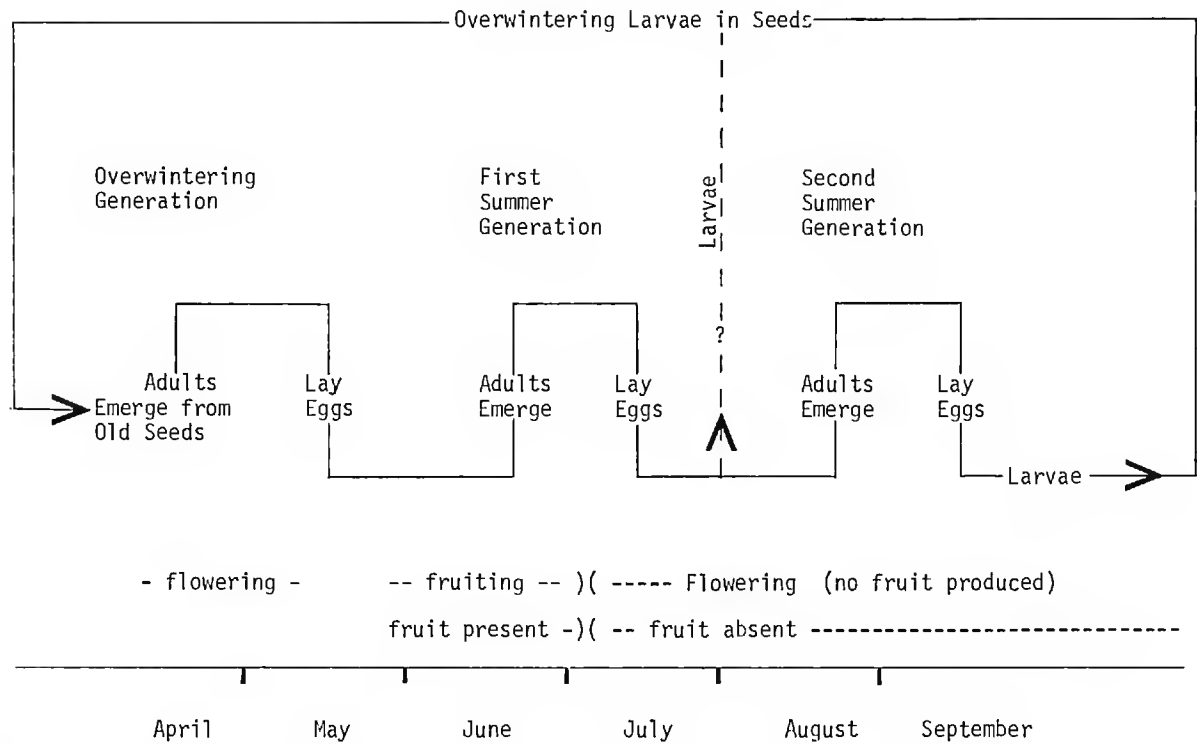 Overwintering Larvae in Seeds
Overwintering
Generation
First
Summer
Generation
Larvae
Second
Summer
Generation
?
Adults
Emerge from
Old Seeds
Lay
Eggs
Adults
Emerge
Lay
Eggs
Adults
Emerge
Lay
Eggs
Larvae
- flowering -    -- fruiting -- )( ----- Flowering (no fruit produced)
fruit present -)( -- fruit absent ---------------------------
April    May    June    July    August    September